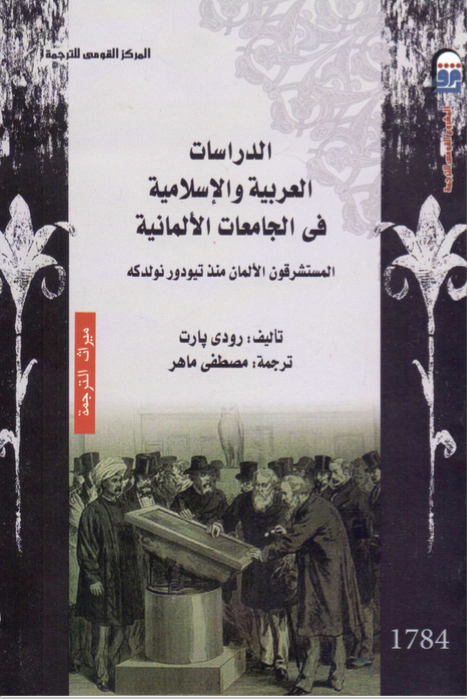 المركز القومى للترجمة
الدراسات
العربية والإسلامية
فى الجامعات الألمانية
المستشرقون الألمان منذ تيودور نولدكه
تأليف: رودى پارت
ترجمة: مصطفى ماهر
ميراث الترجمة
1784